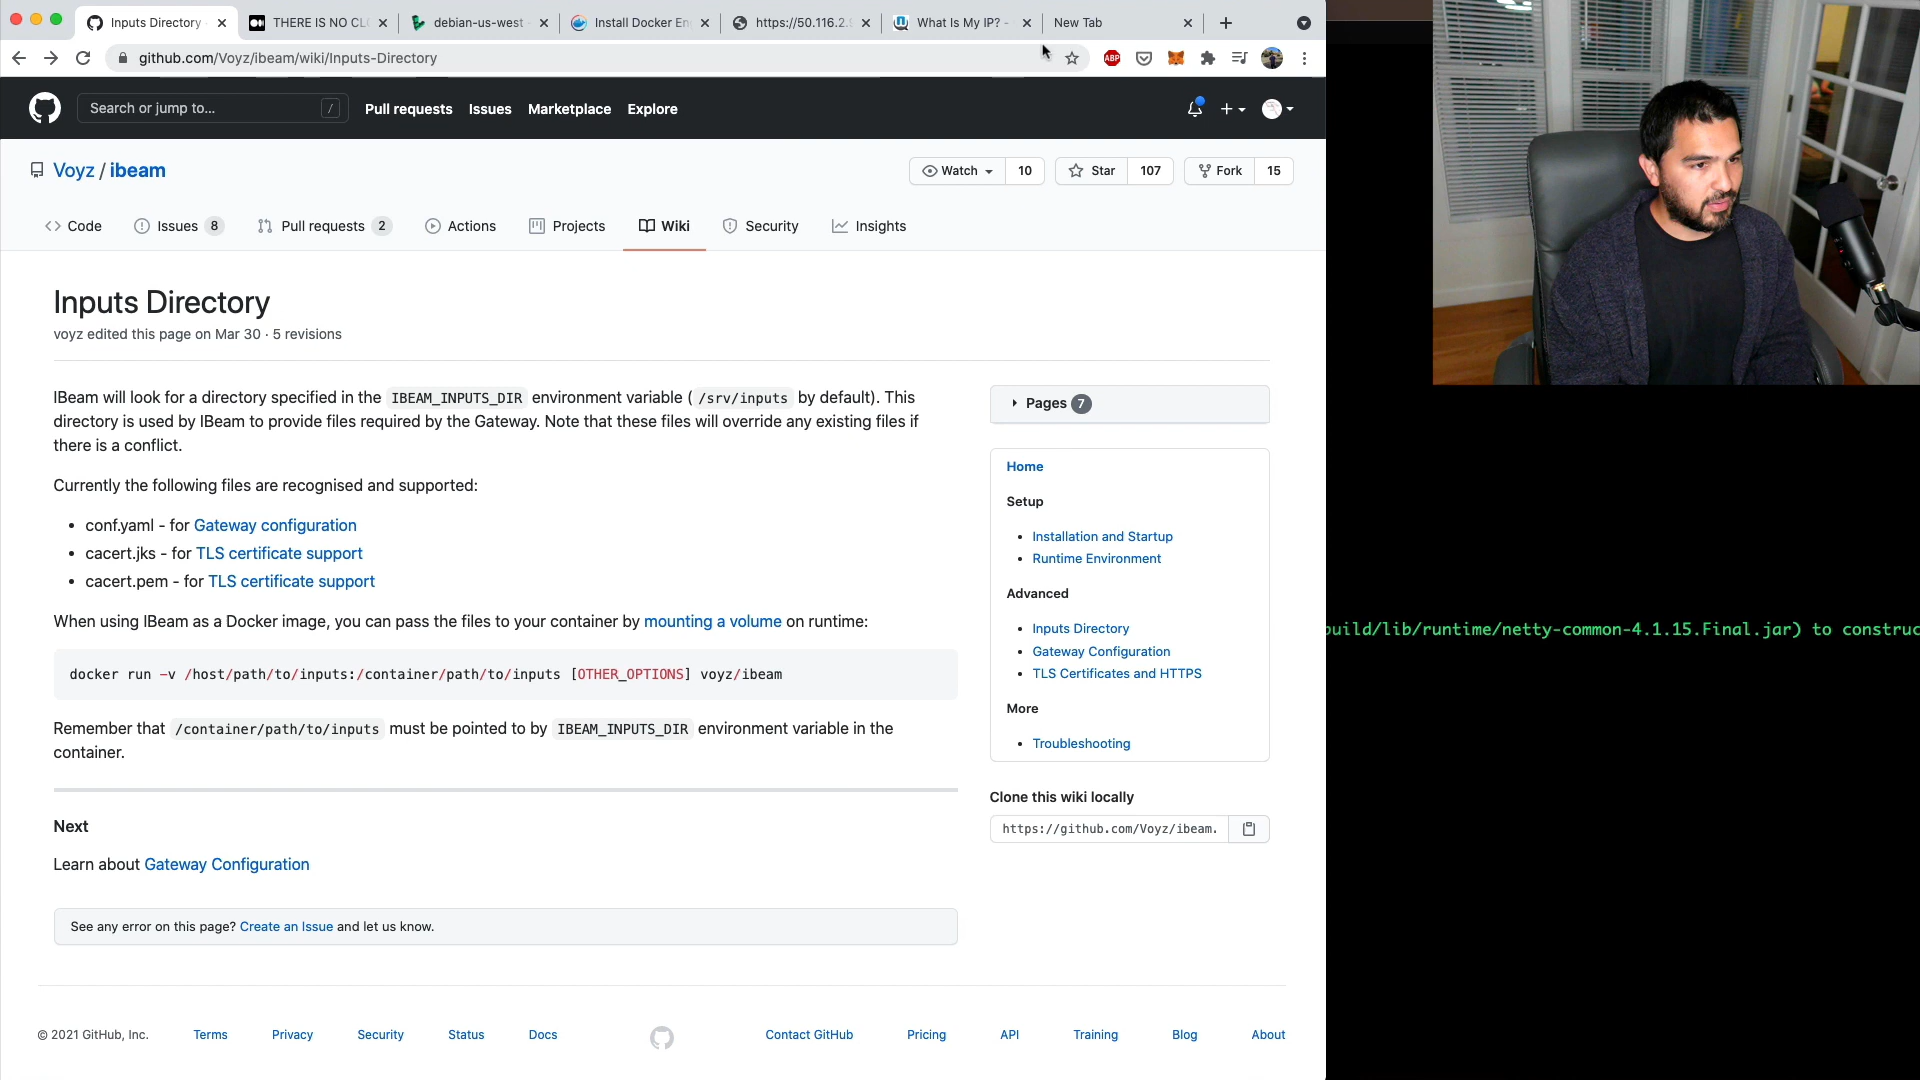 Inputs Directory
THERE IS NO CL
debian-us-west
Install Docker En
https://50.116.2.
What Is My IP? -
New Tab
github.com/Voyz/ibeam/wiki/Inputs-Directory
ABP
Search or jump to…
/
Pull requests
Issues
Marketplace
Explore
Voyz / ibeam
Watch 10
Star 107
Fork 15
Code
Issues 8
Pull requests 2
Actions
Projects
Wiki
Security
Insights
Inputs Directory
voyz edited this page on Mar 30 · 5 revisions
IBeam will look for a directory specified in the IBEAM_INPUTS_DIR environment variable ( /srv/inputs by default). This
directory is used by IBeam to provide files required by the Gateway. Note that these files will override any existing files if
there is a conflict.
Currently the following files are recognised and supported:
• conf.yaml - for Gateway configuration
• cacert.jks - for TLS certificate support
• cacert.pem - for TLS certificate support
When using IBeam as a Docker image, you can pass the files to your container by mounting a volume on runtime:
docker run -v /host/path/to/inputs:/container/path/to/inputs [OTHER_OPTIONS] voyz/ibeam
Remember that /container/path/to/inputs must be pointed to by IBEAM_INPUTS_DIR environment variable in the
container.
Next
Learn about Gateway Configuration
See any error on this page? Create an Issue and let us know.
Pages 7
Home
Setup
• Installation and Startup
• Runtime Environment
Advanced
• Inputs Directory
• Gateway Configuration
• TLS Certificates and HTTPS
More
• Troubleshooting
Clone this wiki locally
https://github.com/Voyz/ibeam.
uild/lib/runtime/netty-common-4.1.15.Final.jar) to construc
© 2021 GitHub, Inc.
Terms
Privacy
Security
Status
Docs
Contact GitHub
Pricing
API
Training
Blog
About